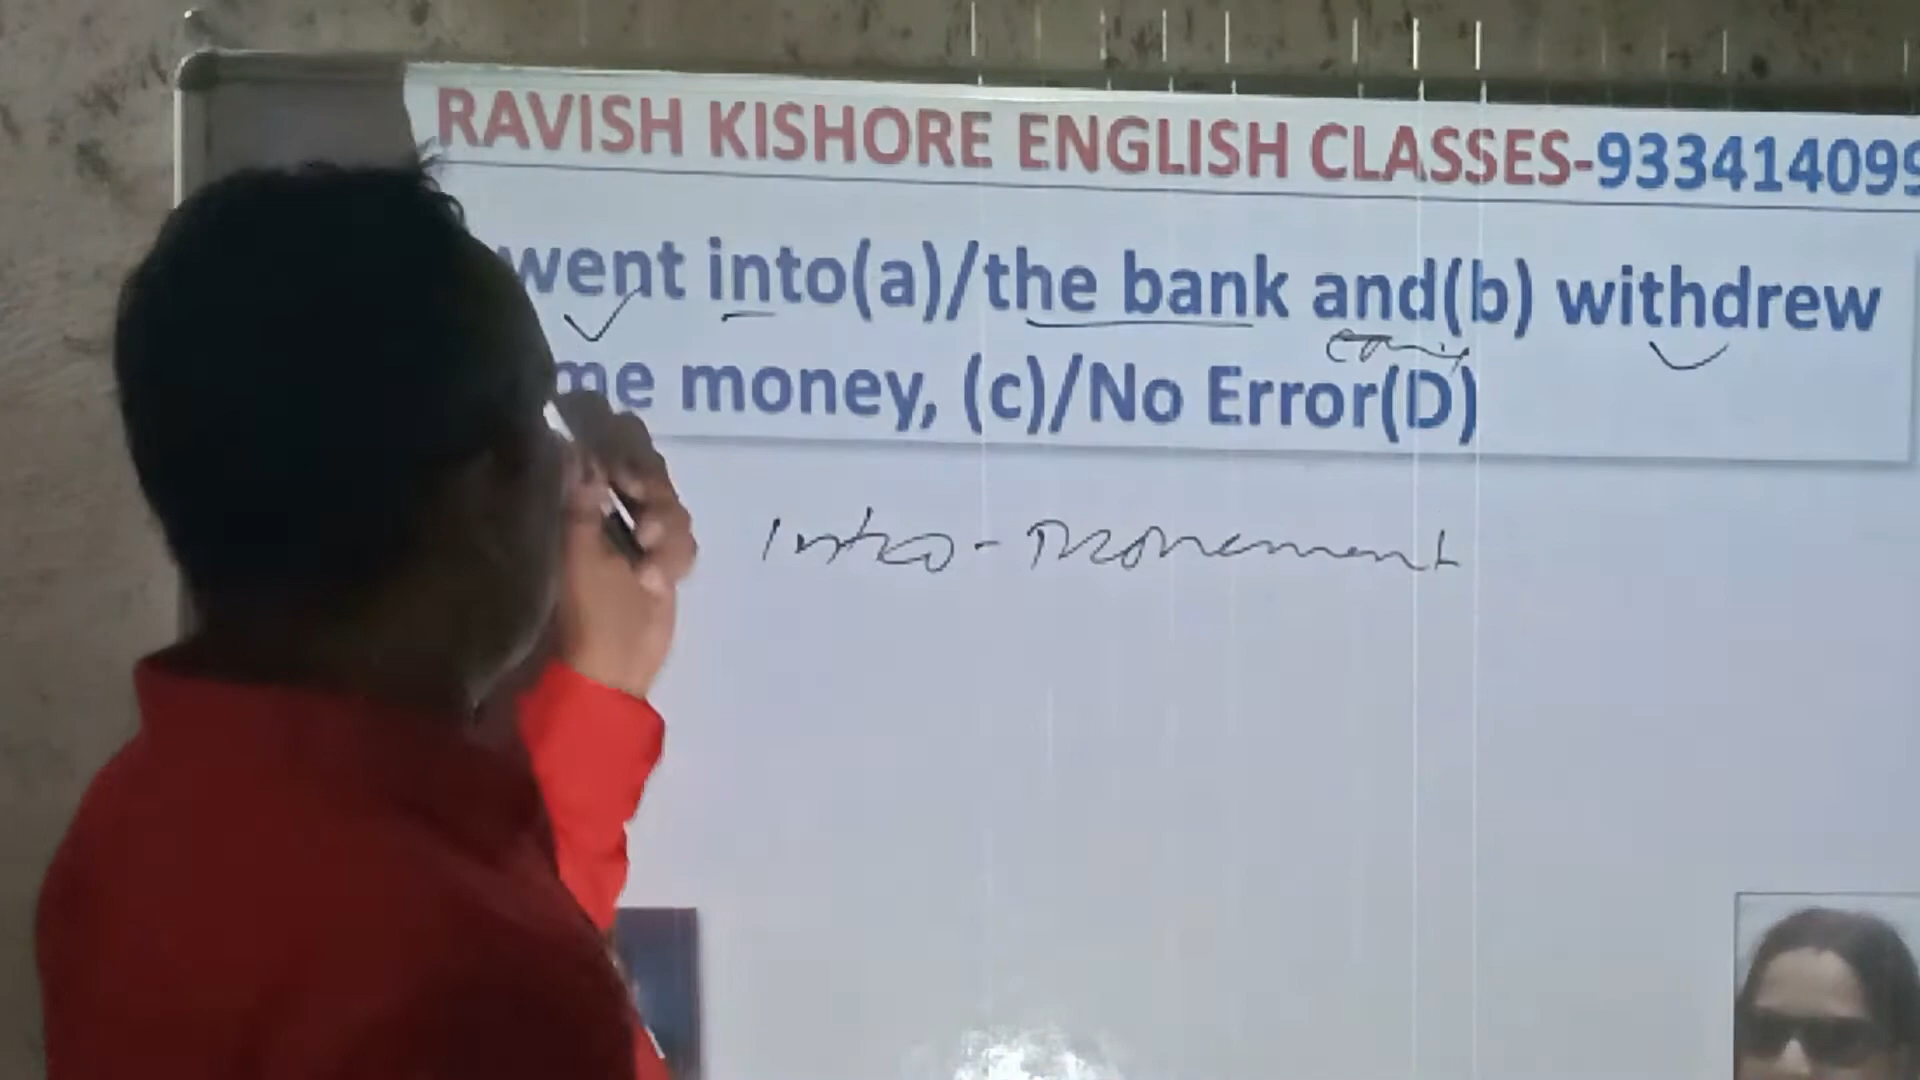 RAVISH KISHORE ENGLISH CLASSES-933414099
went into(a)/the bank and(b) withdrew
me money, (c)/No Error(D)
Into - movement